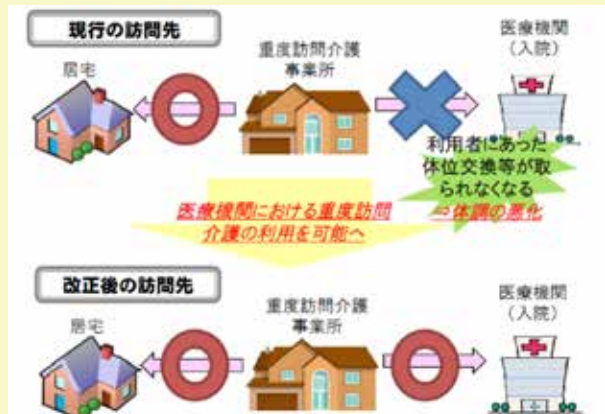 現行の訪問先
居宅
重度訪問介護
事業所
医療機関
（入院）
利用者にあった
体位交換等が取
られなくなる
⇒体調の悪化
医療機関における重度訪問
介護の利用を可能へ
改正後の訪問先
居宅
重度訪問介護
事業所
医療機関
（入院）